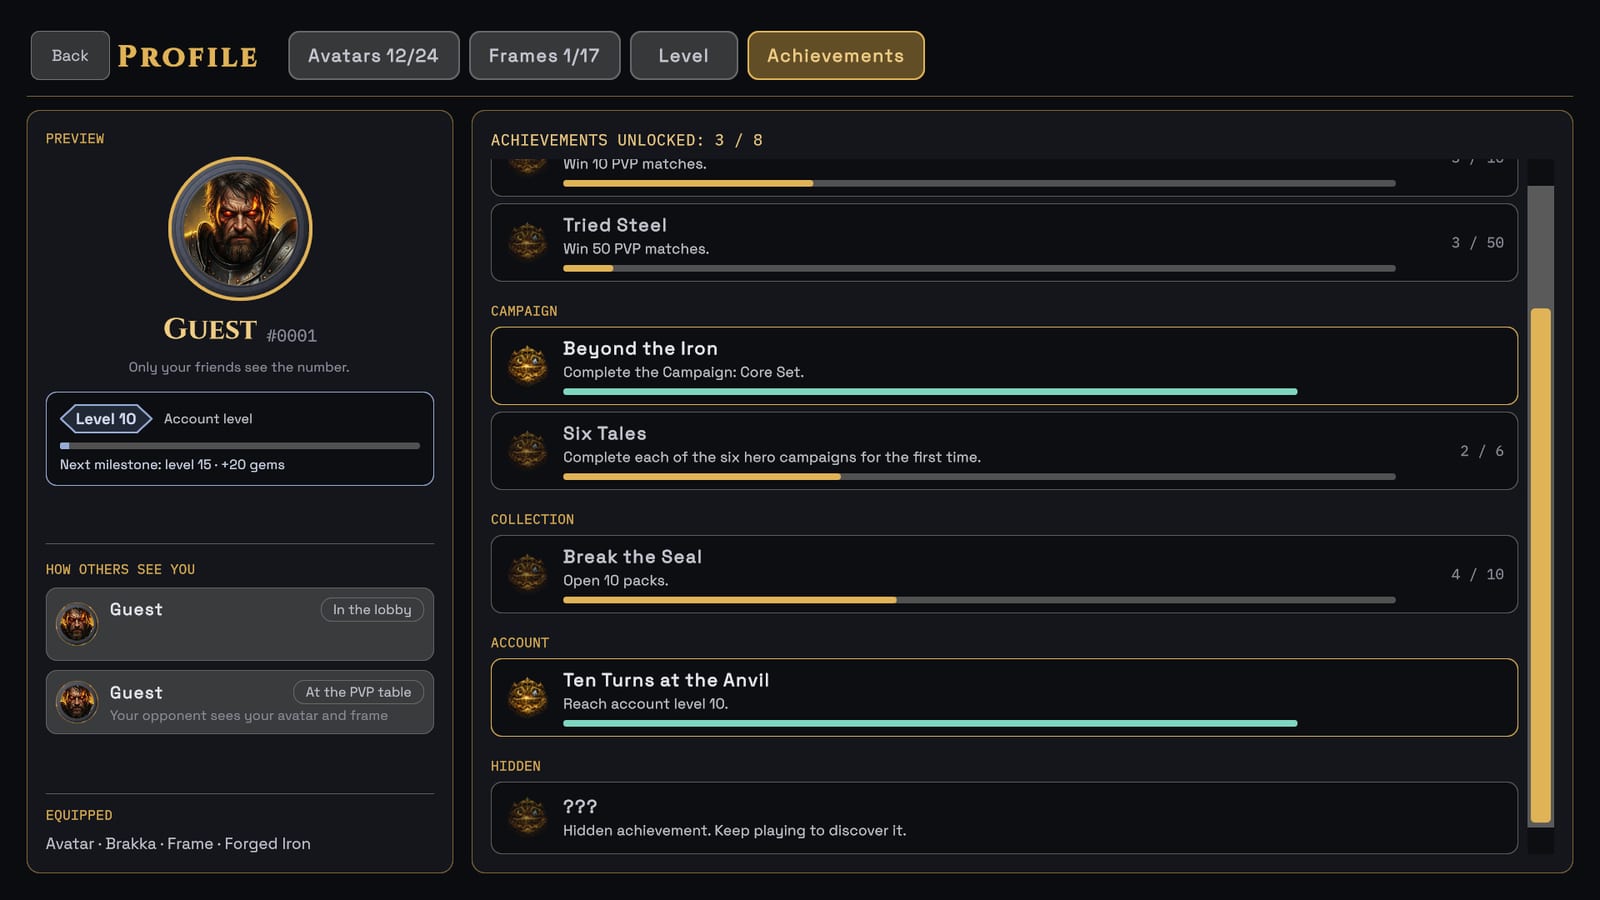 Back
PROFILE
Avatars 12/24
Frames 1/17
Level
Achievements
PREVIEW
GUEST #0001
Only your friends see the number.
Level 10 Account level
Next milestone: level 15 · +20 gems
HOW OTHERS SEE YOU
Guest
In the lobby
Guest
At the PVP table
Your opponent sees your avatar and frame
EQUIPPED
Avatar · Brakka · Frame · Forged Iron
ACHIEVEMENTS UNLOCKED: 3 / 8
Win 10 PVP matches.
3 / 10
Tried Steel
Win 50 PVP matches.
3 / 50
CAMPAIGN
Beyond the Iron
Complete the Campaign: Core Set.
Six Tales
Complete each of the six hero campaigns for the first time.
2 / 6
COLLECTION
Break the Seal
Open 10 packs.
4 / 10
ACCOUNT
Ten Turns at the Anvil
Reach account level 10.
HIDDEN
???
Hidden achievement. Keep playing to discover it.